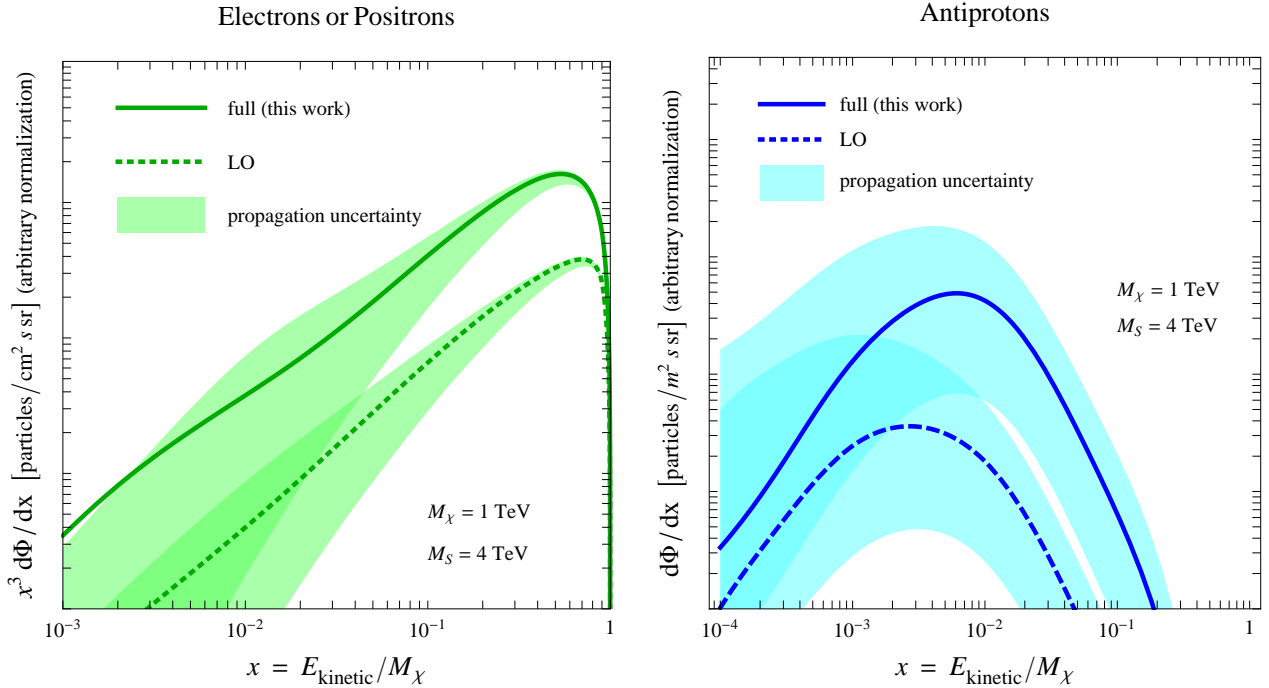 Electrons or Positrons
x³ dΦ/dx [particles/cm² s sr] (arbitrary normalization)
full (this work)
LO
propagation uncertainty
M_χ = 1 TeV
M_S = 4 TeV
10⁻³ 10⁻² 10⁻¹ 1
x = E_kinetic/M_χ
Antiprotons
dΦ/dx [particles/m² s sr] (arbitrary normalization)
full (this work)
LO
propagation uncertainty
M_χ = 1 TeV
M_S = 4 TeV
10⁻⁴ 10⁻³ 10⁻² 10⁻¹ 1
x = E_kinetic/M_χ